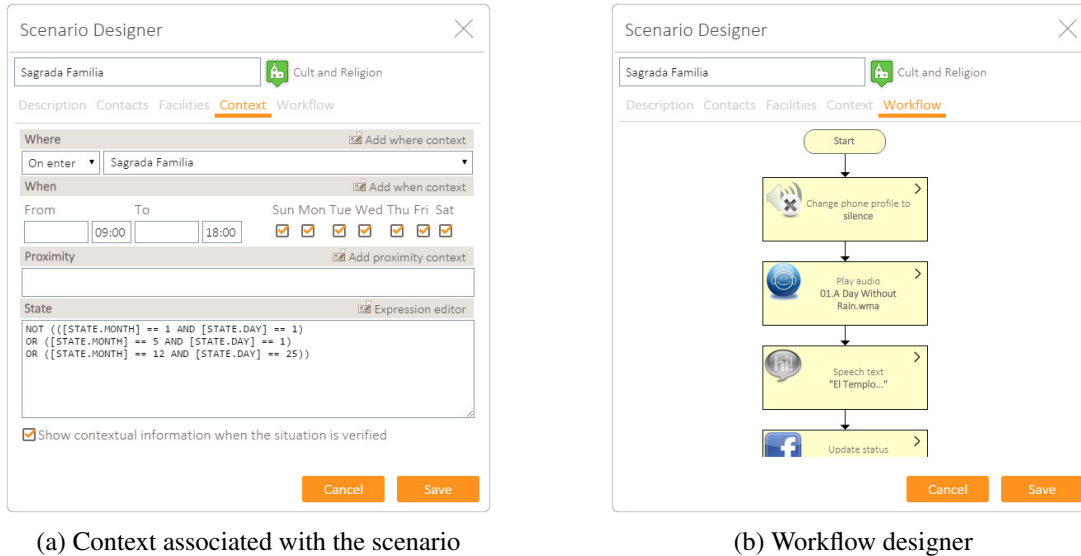 Scenario Designer
Sagrada Familia
Cult and Religion
Description Contacts Facilities Context Workflow
Where
Add where context
On enter
Sagrada Familia
When
Add when context
From To Sun Mon Tue Wed Thu Fri Sat
09:00 18:00
Proximity
Add proximity context
State
Expression editor
NOT (([STATE.MONTH] == 1 AND [STATE.DAY] == 1)
OR ([STATE.MONTH] == 5 AND [STATE.DAY] == 1)
OR ([STATE.MONTH] == 12 AND [STATE.DAY] == 25))
Show contextual information when the situation is verified
Cancel Save
(a) Context associated with the scenario
Scenario Designer
Sagrada Familia
Cult and Religion
Description Contacts Facilities Context Workflow
Start
Change phone profile to
silence
Play audio
01.A Day Without
Rain.wma
hi!
Speech text
"El Templo..."
f
Update status
Cancel Save
(b) Workflow designer